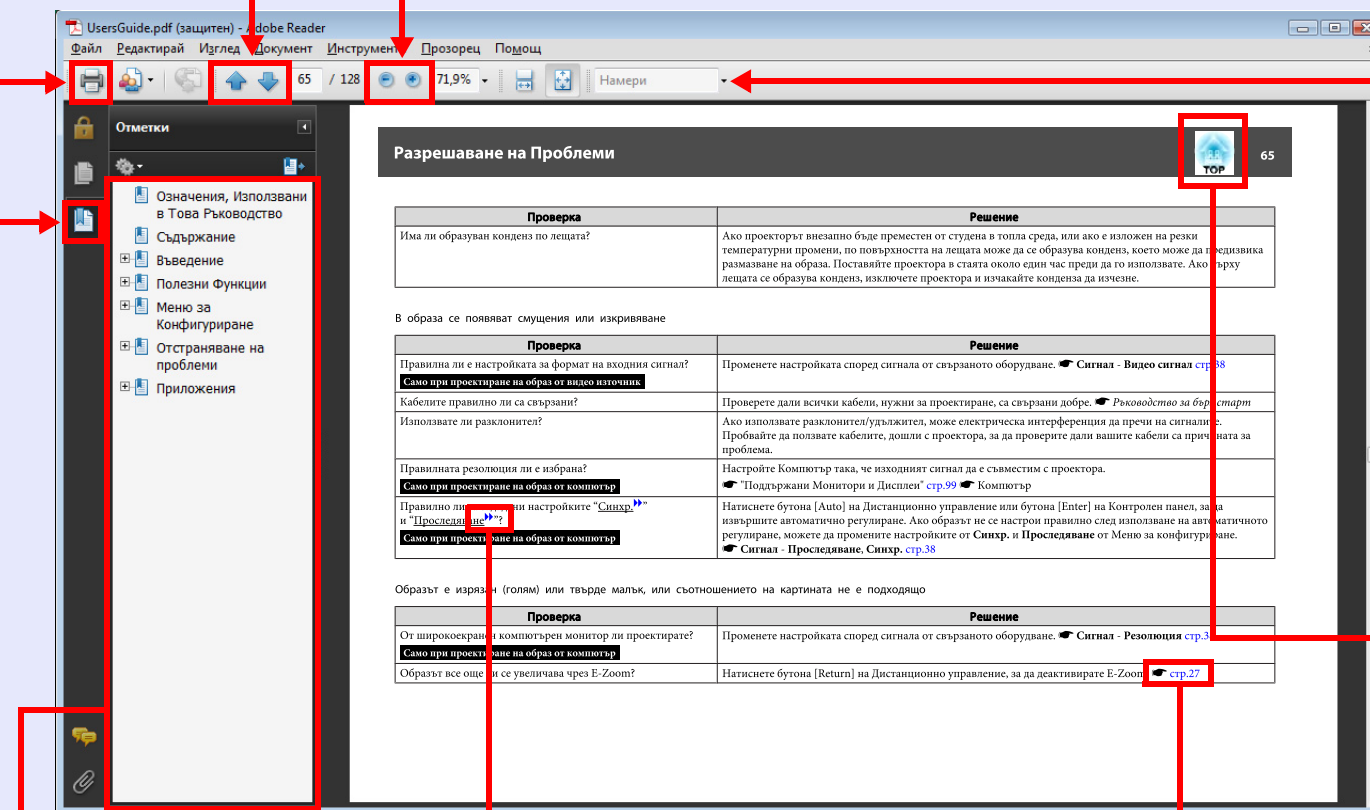 UsersGuide.pdf (защитен) - Adobe Reader
Файл Редактирай Изглед Документ Инструменти Прозорец Помощ
65 / 128 71,9% Намери
Отметки
Означения, Използвани
в Това Ръководство
Съдържание
Въведение
Полезни Функции
Меню за
Конфигуриране
Отстраняване на
проблеми
Приложения
Разрешаване на Проблеми
TOP
65
Проверка Решение
Има ли образуван конденз по лещата?
Ако проекторът внезапно бъде преместен от студена в топла среда, или ако е изложен на резки
температурни промени, по повърхността на лещата може да се образува конденз, което може да предизвика
размазване на образа. Поставяйте проектора в стаята около един час преди да го използвате. Ако върху
лещата се образува конденз, изключете проектора и изчакайте конденза да изчезне.
В образа се появяват смущения или изкривяване
Проверка Решение
Правилна ли е настройката за формат на входния сигнал?
Само при проектиране на образ от видео източник
Променете настройката според сигнала от свързаното оборудване. ☛ Сигнал - Видео сигнал стр.38
Кабелите правилно ли са свързани?
Проверете дали всички кабели, нужни за проектиране, са свързани добре. ☛ Ръководство за бърз старт
Използвате ли разклонител?
Ако използвате разклонител/удължител, може електрическа интерференция да пречи на сигналите.
Пробвайте да ползвате кабелите, дошли с проектора, за да проверите дали вашите кабели са причината за
проблема.
Правилната резолюция ли е избрана?
Само при проектиране на образ от компютър
Настройте Компютър така, че изходният сигнал да е съвместим с проектора.
☛ "Поддържани Монитори и Дисплеи" стр.99 ☛ Компютър
Правилно ли настройките “Синхр.”
и “Проследяване”?
Само при проектиране на образ от компютър
Натиснете бутона [Auto] на Дистанционно управление или бутона [Enter] на Контролен панел, за да
извършите автоматично регулиране. Ако образът не се настрои правилно след използване на автоматичното
регулиране, можете да промените настройките от Синхр. и Проследяване от Меню за конфигуриране.
☛ Сигнал - Проследяване, Синхр. стр.38
Образът е изрязан (голям) или твърде малък, или съотношението на картината не е подходящо
Проверка Решение
От широкоекранен компютърен монитор ли проектирате?
Само при проектиране на образ от компютър
Променете настройката според сигнала от свързаното оборудване. ☛ Сигнал - Резолюция
Образът все още ли се увеличава чрез E-Zoom?
Натиснете бутона [Return] на Дистанционно управление, за да деактивирате E-Zoom. ☛ стр.27